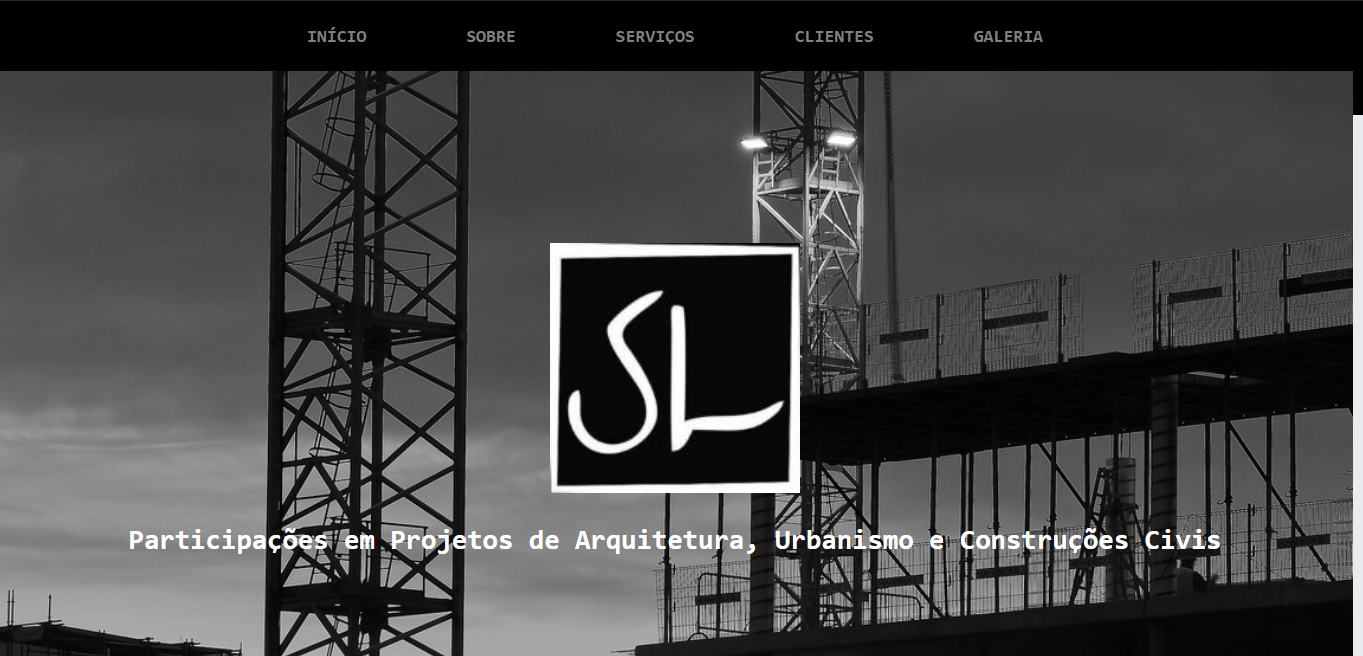 INÍCIO SOBRE SERVIÇOS CLIENTES GALERIA
SL
Participações em Projetos de Arquitetura, Urbanismo e Construções Civis